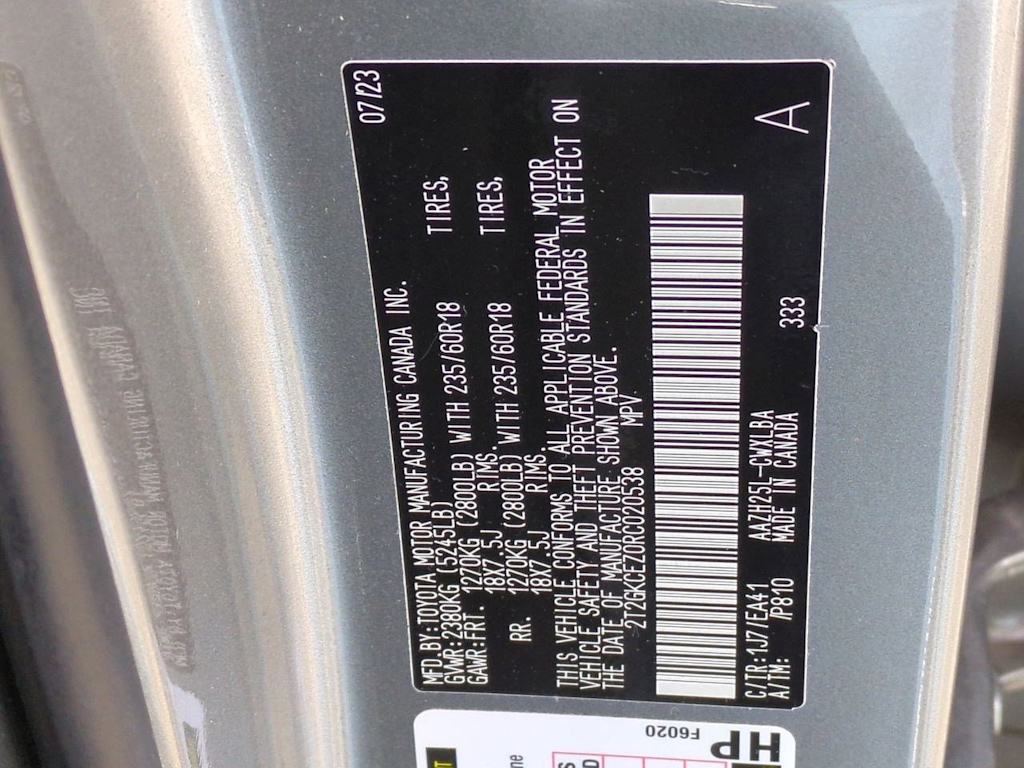 MFD.BY:TOYOTA MOTOR MANUFACTURING CANADA INC. 07/23
GVWR:2380KG (5245LB)
GAWR:FRT. 1270KG (2800LB) WITH 235/60R18 TIRES,
18X7.5J RIMS.
RR. 1270KG (2800LB) WITH 235/60R18 TIRES,
18X7.5J RIMS.
THIS VEHICLE CONFORMS TO ALL APPLICABLE FEDERAL MOTOR
VEHICLE SAFETY AND THEFT PREVENTION STANDARDS IN EFFECT ON
THE DATE OF MANUFACTURE SHOWN ABOVE.
2T2GKCEZ0RC020538 MPV
C/TR:1J7/EA41 AAZH25L-CWXLBA A
A/TM: /P810 MADE IN CANADA 333
F6020
HP